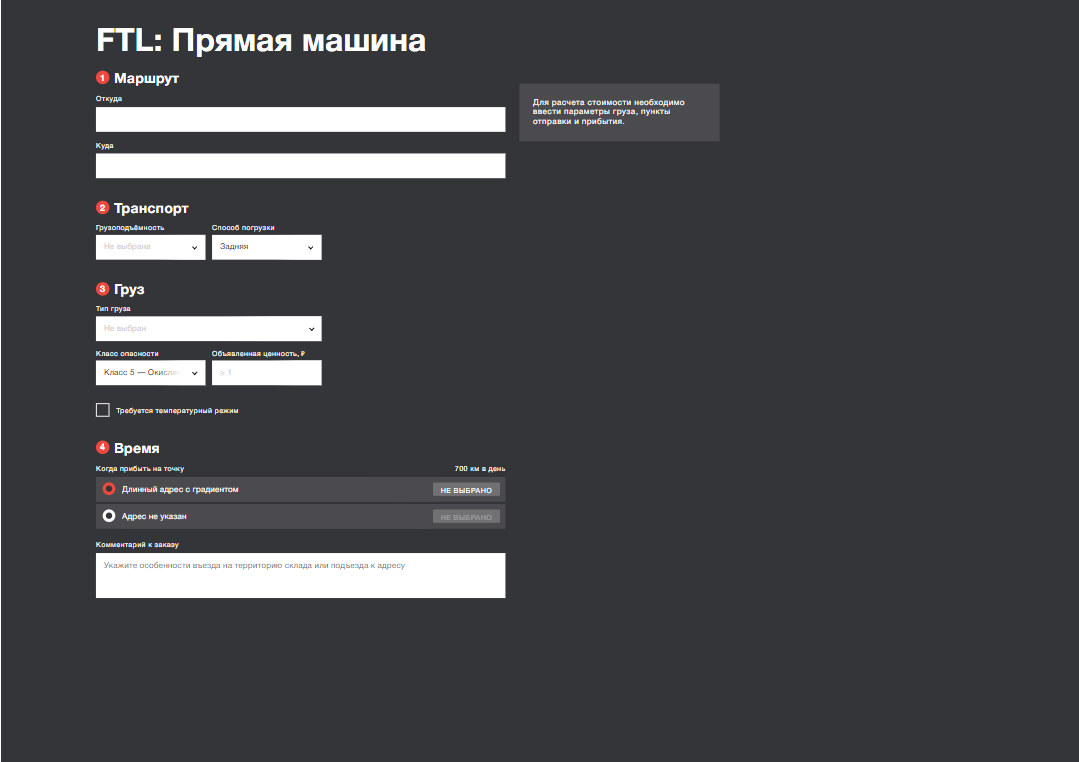 FTL: Прямая машина
1 Маршрут
Откуда
Для расчета стоимости необходимо
ввести параметры груза, пункты
отправки и прибытия.
Куда
2 Транспорт
Грузоподъёмность Способ погрузки
Не выбрана Задняя
3 Груз
Тип груза
Не выбран
Класс опасности Объявленная ценность, ₽
Класс 5 — Окисля ≥ 1
Требуется температурный режим
4 Время
Когда прибыть на точку 700 км в день
Длинный адрес с градиентом НЕ ВЫБРАНО
Адрес не указан НЕ ВЫБРАНО
Комментарий к заказу
Укажите особенности въезда на территорию склада или подъезда к адресу